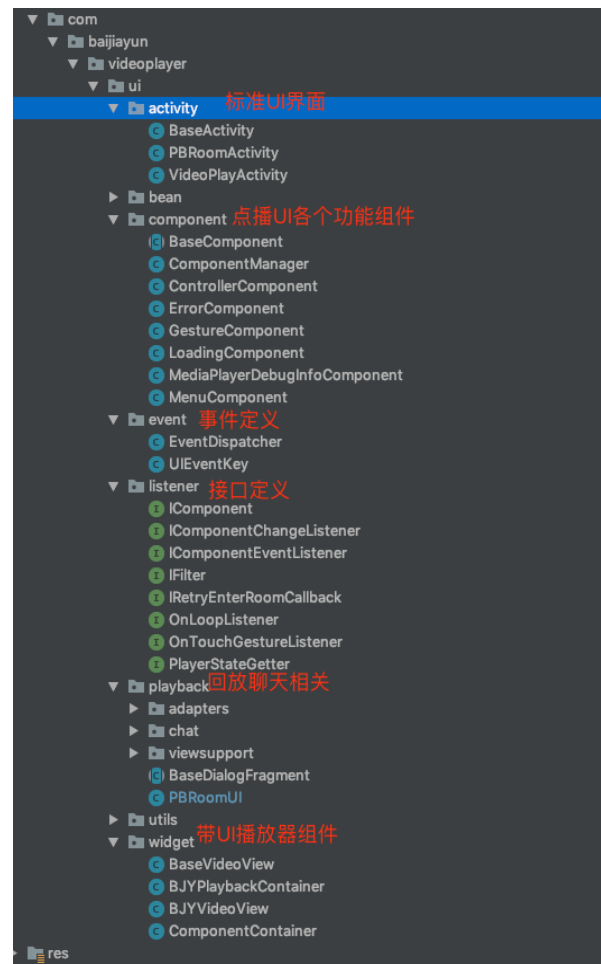 com
baijiayun
videoplayer
ui
activity 标准UI界面
BaseActivity
PBRoomActivity
VideoPlayActivity
bean
component 点播UI各个功能组件
BaseComponent
ComponentManager
ControllerComponent
ErrorComponent
GestureComponent
LoadingComponent
MediaPlayerDebugInfoComponent
MenuComponent
event 事件定义
EventDispatcher
UIEventKey
listener 接口定义
IComponent
IComponentChangeListener
IComponentEventListener
IFilter
IRetryEnterRoomCallback
OnLoopListener
OnTouchGestureListener
PlayerStateGetter
playback 回放聊天相关
adapters
chat
viewsupport
BaseDialogFragment
PBRoomUI
utils
widget 带UI播放器组件
BaseVideoView
BJYPlaybackContainer
BJYVideoView
ComponentContainer
res